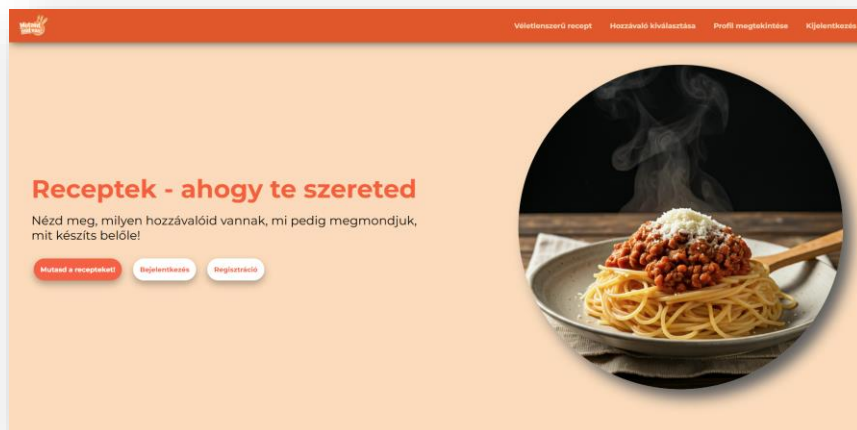 Véletlenszerű recept
Hozzávaló kiválasztása
Profil megtekintése
Kijelentkezés
Receptek - ahogy te szereted
Nézd meg, milyen hozzávalóid vannak, mi pedig megmondjuk,
mit készíts belőle!
Mutasd a recepteket!
Bejelentkezés
Regisztráció